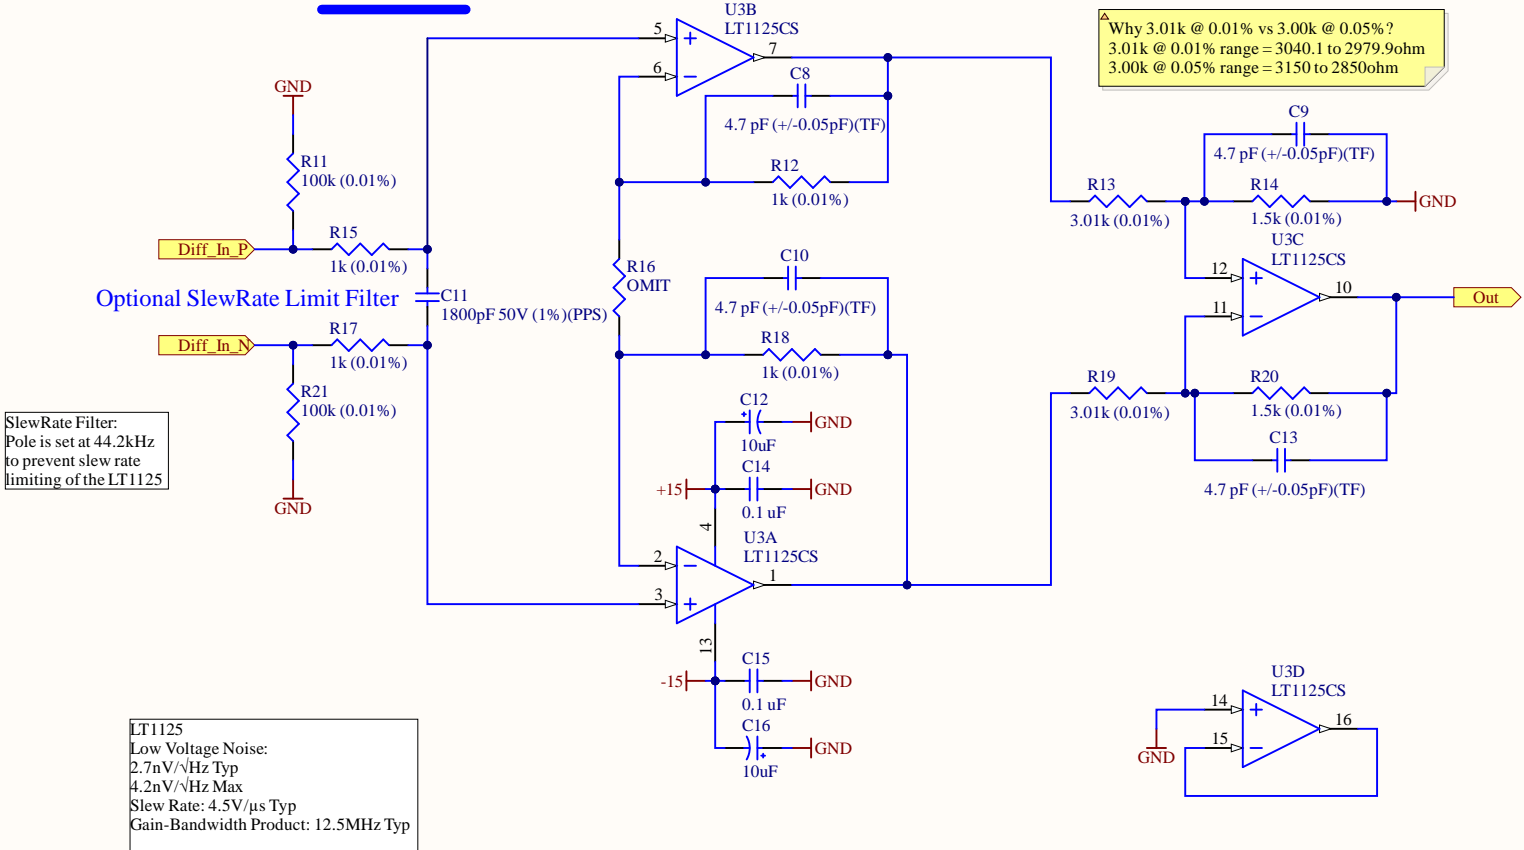 U3B
LT1125CS
5
6
7
C8
4.7 pF (+/-0.05pF)(TF)
R12
1k (0.01%)
Why 3.01k @ 0.01% vs 3.00k @ 0.05%?
3.01k @ 0.01% range = 3040.1 to 2979.9ohm
3.00k @ 0.05% range = 3150 to 2850ohm
GND
R11
100k (0.01%)
Diff_In_P
R15
1k (0.01%)
Optional SlewRate Limit Filter
C11
1800pF 50V (1%)(PPS)
Diff_In_N
R17
1k (0.01%)
R21
100k (0.01%)
GND
SlewRate Filter:
Pole is set at 44.2kHz
to prevent slew rate
limiting of the LT1125
R16
OMIT
C10
4.7 pF (+/-0.05pF)(TF)
R18
1k (0.01%)
C12
10uF
GND
C14
0.1 uF
GND
+15
4
U3A
LT1125CS
2
3
1
13
-15
C15
0.1 uF
GND
C16
10uF
GND
C9
4.7 pF (+/-0.05pF)(TF)
R13
3.01k (0.01%)
R14
1.5k (0.01%)
GND
U3C
LT1125CS
12
11
10
Out
R19
3.01k (0.01%)
R20
1.5k (0.01%)
C13
4.7 pF (+/-0.05pF)(TF)
U3D
LT1125CS
14
15
16
GND
LT1125
Low Voltage Noise:
2.7nV/√Hz Typ
4.2nV/√Hz Max
Slew Rate: 4.5V/µs Typ
Gain-Bandwidth Product: 12.5MHz Typ